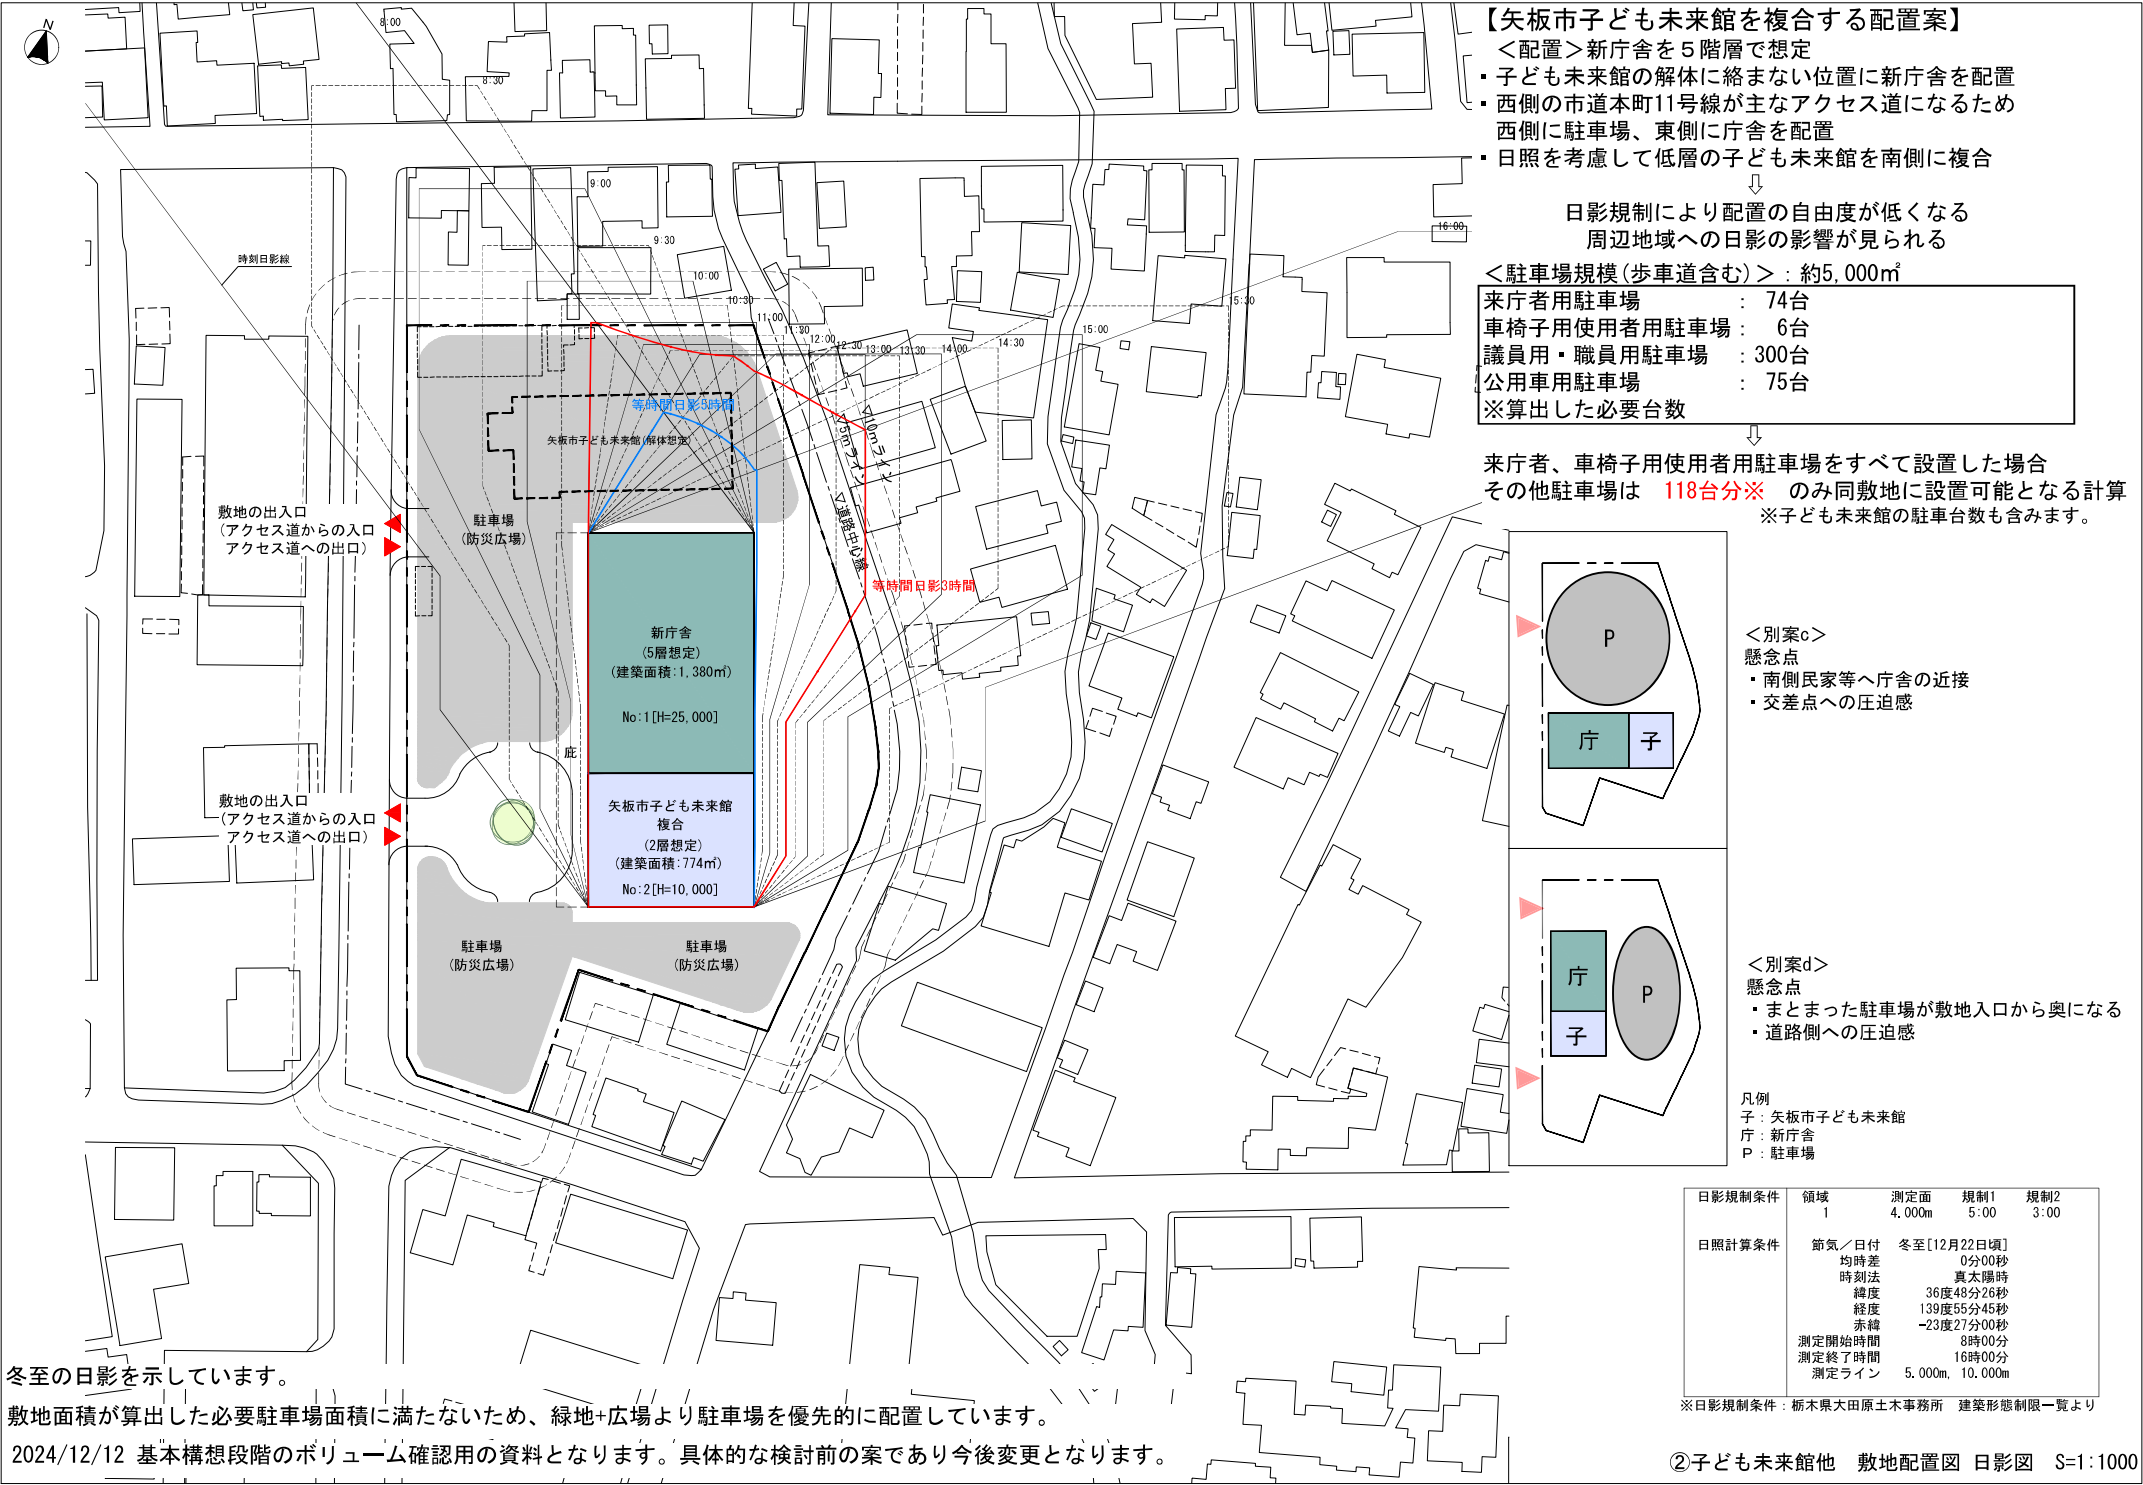 【矢板市子ども未来館を複合する配置案】
＜配置＞新庁舎を５階層で想定
・子ども未来館の解体に絡まない位置に新庁舎を配置
・西側の市道本町11号線が主なアクセス道になるため
西側に駐車場、東側に庁舎を配置
・日照を考慮して低層の子ども未来館を南側に複合
⇩
日影規制により配置の自由度が低くなる
周辺地域への日影の影響が見られる
＜駐車場規模(歩車道含む)＞：約5,000㎡
来庁者用駐車場 ： 74台
車椅子用使用者用駐車場： 6台
議員用・職員用駐車場 ：300台
公用車用駐車場 ： 75台
※算出した必要台数
⇩
来庁者、車椅子用使用者用駐車場をすべて設置した場合
その他駐車場は 118台分※ のみ同敷地に設置可能となる計算
※子ども未来館の駐車台数も含みます。
N
8:00
8:30
9:00
9:30
10:00
10:30
11:00
11:30
12:00
12:30
13:00
13:30
14:00
14:30
15:00
15:30
16:00
時刻日影線
等時間日影5時間
矢板市子ども未来館(解体想定)
▽5mライン
▽10mライン
▽道路中心線
等時間日影3時間
敷地の出入口
(アクセス道からの入口
アクセス道への出口)
駐車場
(防災広場)
新庁舎
(5層想定)
(建築面積:1,380㎡)
No:1[H=25,000]
庇
敷地の出入口
(アクセス道からの入口
アクセス道への出口)
矢板市子ども未来館
複合
(2層想定)
(建築面積:774㎡)
No:2[H=10,000]
駐車場
(防災広場)
駐車場
(防災広場)
P
庁
子
＜別案c＞
懸念点
・南側民家等へ庁舎の近接
・交差点への圧迫感
庁
子
P
＜別案d＞
懸念点
・まとまった駐車場が敷地入口から奥になる
・道路側への圧迫感
凡例
子：矢板市子ども未来館
庁：新庁舎
P：駐車場
日影規制条件 領域 測定面 規制1 規制2
1 4.000m 5:00 3:00
日照計算条件 節気／日付 冬至[12月22日頃]
均時差 0分00秒
時刻法 真太陽時
緯度 36度48分26秒
経度 139度55分45秒
赤緯 -23度27分00秒
測定開始時間 8時00分
測定終了時間 16時00分
測定ライン 5.000m, 10.000m
※日影規制条件：栃木県大田原土木事務所 建築形態制限一覧より
冬至の日影を示しています。
敷地面積が算出した必要駐車場面積に満たないため、緑地+広場より駐車場を優先的に配置しています。
2024/12/12 基本構想段階のボリューム確認用の資料となります。具体的な検討前の案であり今後変更となります。
②子ども未来館他 敷地配置図 日影図 S=1:1000